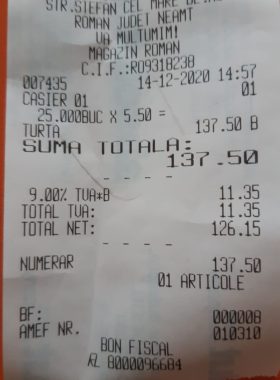 STR.STEFAN CEL MARE
ROMAN JUDET NEAMT
VA MULTUMIM!
MAGAZIN ROMAN
C.I.F.:RO9318238
007435 14-12-2020 14:57
CASIER 01 01
25.000BUC X 5.50 =
TURTA 137.50 B
SUMA TOTALA:
137.50
- - - -
9.00% TVA*B 11.35
TOTAL TVA: 11.35
TOTAL NET: 126.15
- - - -
NUMERAR 137.50
01 ARTICOLE
BF: 000008
AMEF NR. 010310
BON FISCAL
8000096684